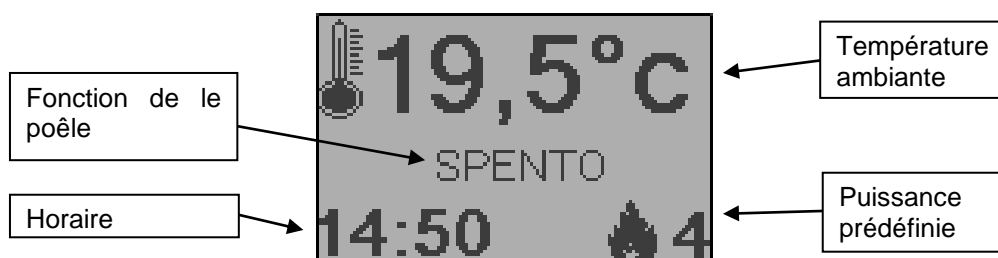 19,5°c
Température
ambiante
Fonction de le
poêle
SPENTO
Horaire
14:50
4
Puissance
prédéfinie